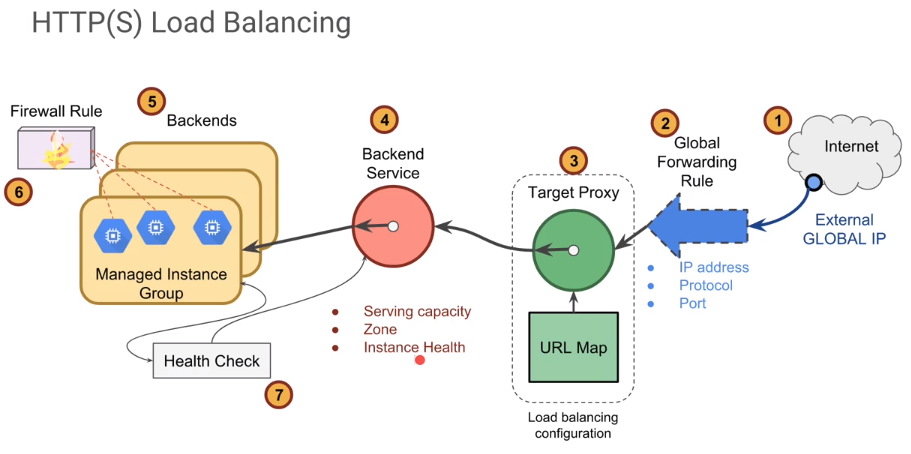 HTTP(S) Load Balancing
1
Internet
External
GLOBAL IP
2
Global
Forwarding
Rule
IP address
Protocol
Port
3
Target Proxy
URL Map
Load balancing
configuration
4
Backend
Service
Serving capacity
Zone
Instance Health
5
Backends
Managed Instance
Group
Firewall Rule
6
Health Check
7